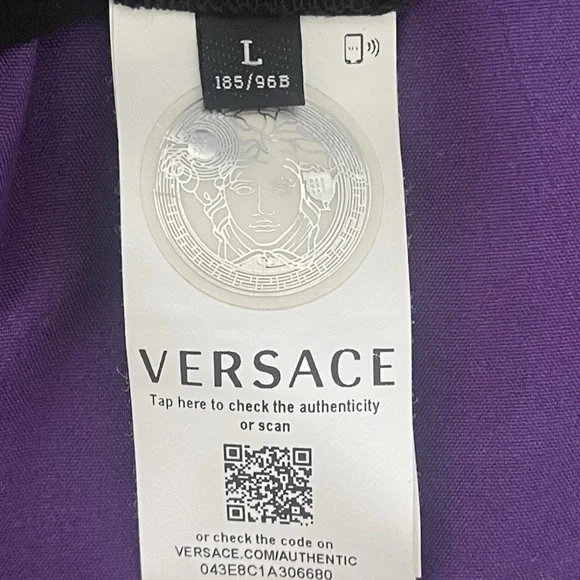 L
185/96B
VERSACE
Tap here to check the authenticity
or scan
or check the code on
VERSACE.COM/AUTHENTIC
043E8C1A306680